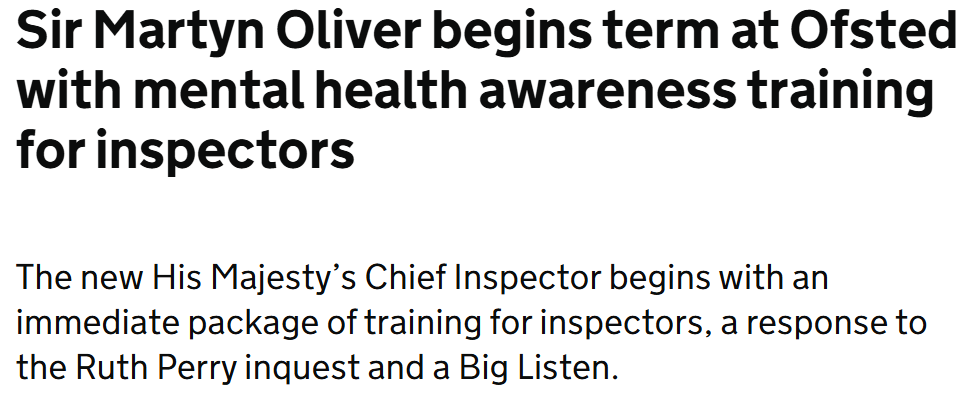 Sir Martyn Oliver begins term at Ofsted
with mental health awareness training
for inspectors
The new His Majesty’s Chief Inspector begins with an
immediate package of training for inspectors, a response to
the Ruth Perry inquest and a Big Listen.